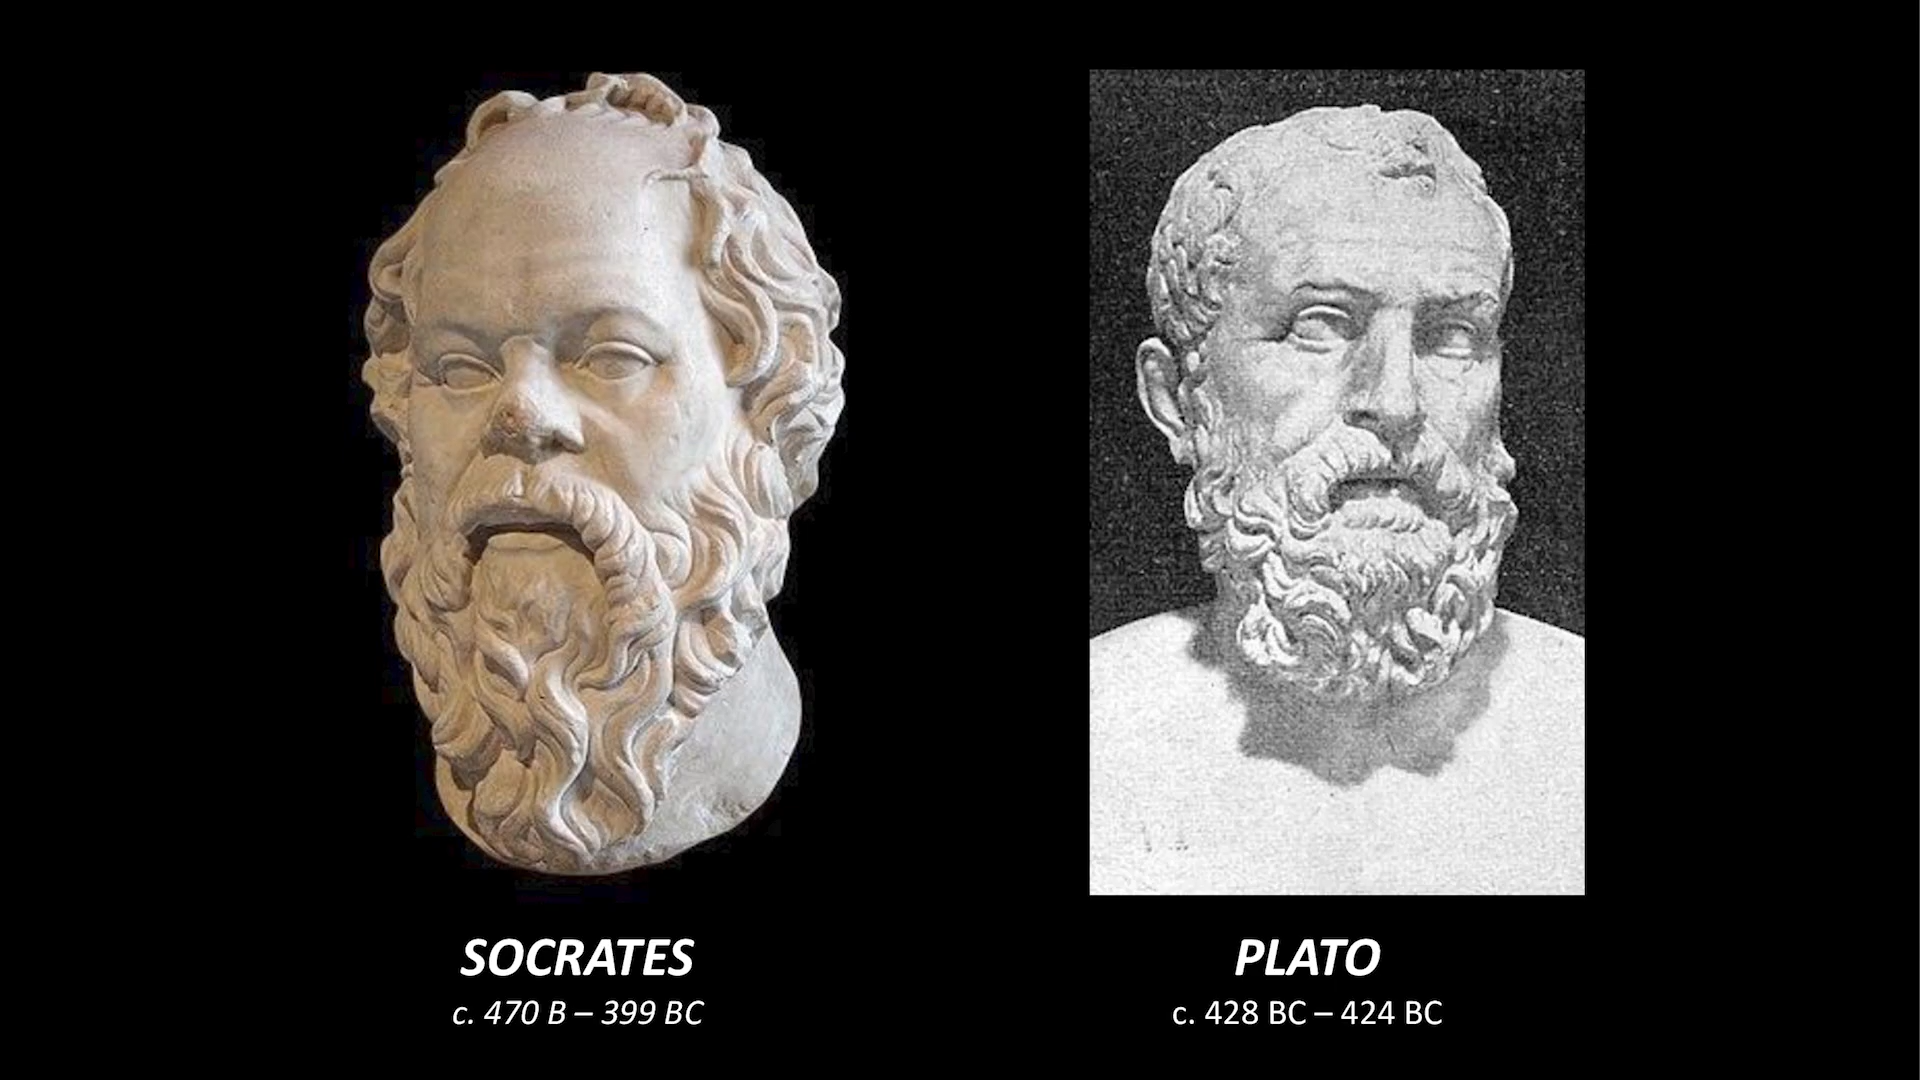 SOCRATES
c. 470 B – 399 BC
PLATO
c. 428 BC – 424 BC